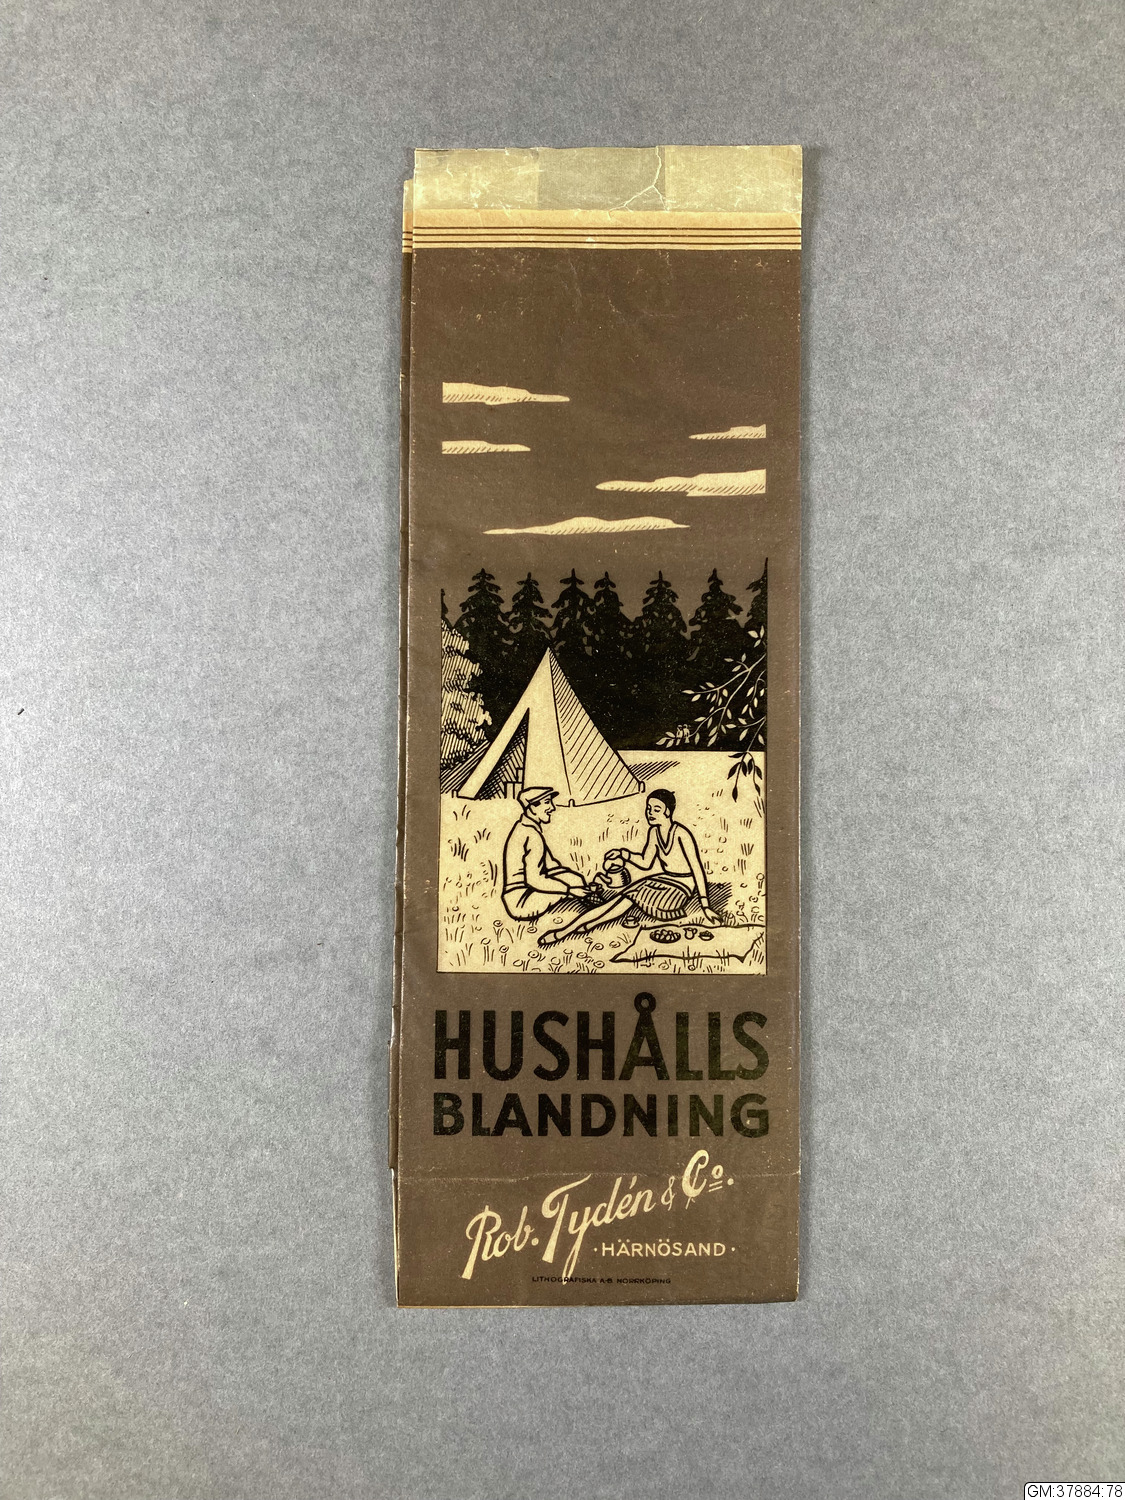 HUSHÅLLS
BLANDNING
Rob. Tydén & Co.
·HÄRNÖSAND·
LITHOGRAFISKA A-B NORRKÖPING
GM:37884:78